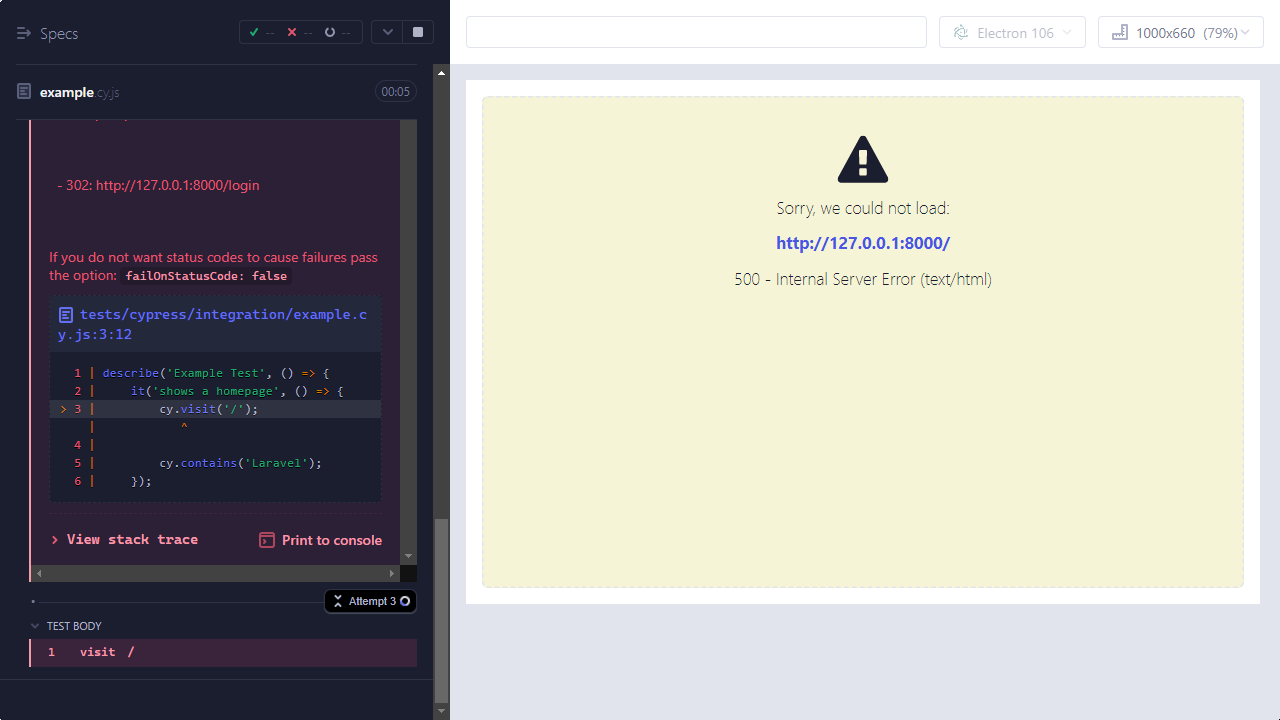 Specs
-- -- --
example.cy.js
00:05
- 302: http://127.0.0.1:8000/login
If you do not want status codes to cause failures pass
the option: failOnStatusCode: false
tests/cypress/integration/example.c
y.js:3:12
1 | describe('Example Test', () => {
2 |     it('shows a homepage', () => {
> 3 |         cy.visit('/');
|            ^
4 |
5 |         cy.contains('Laravel');
6 |     });
View stack trace
Print to console
Attempt 3
TEST BODY
1 visit /
Electron 106
1000x660 (79%)
Sorry, we could not load:
http://127.0.0.1:8000/
500 - Internal Server Error (text/html)